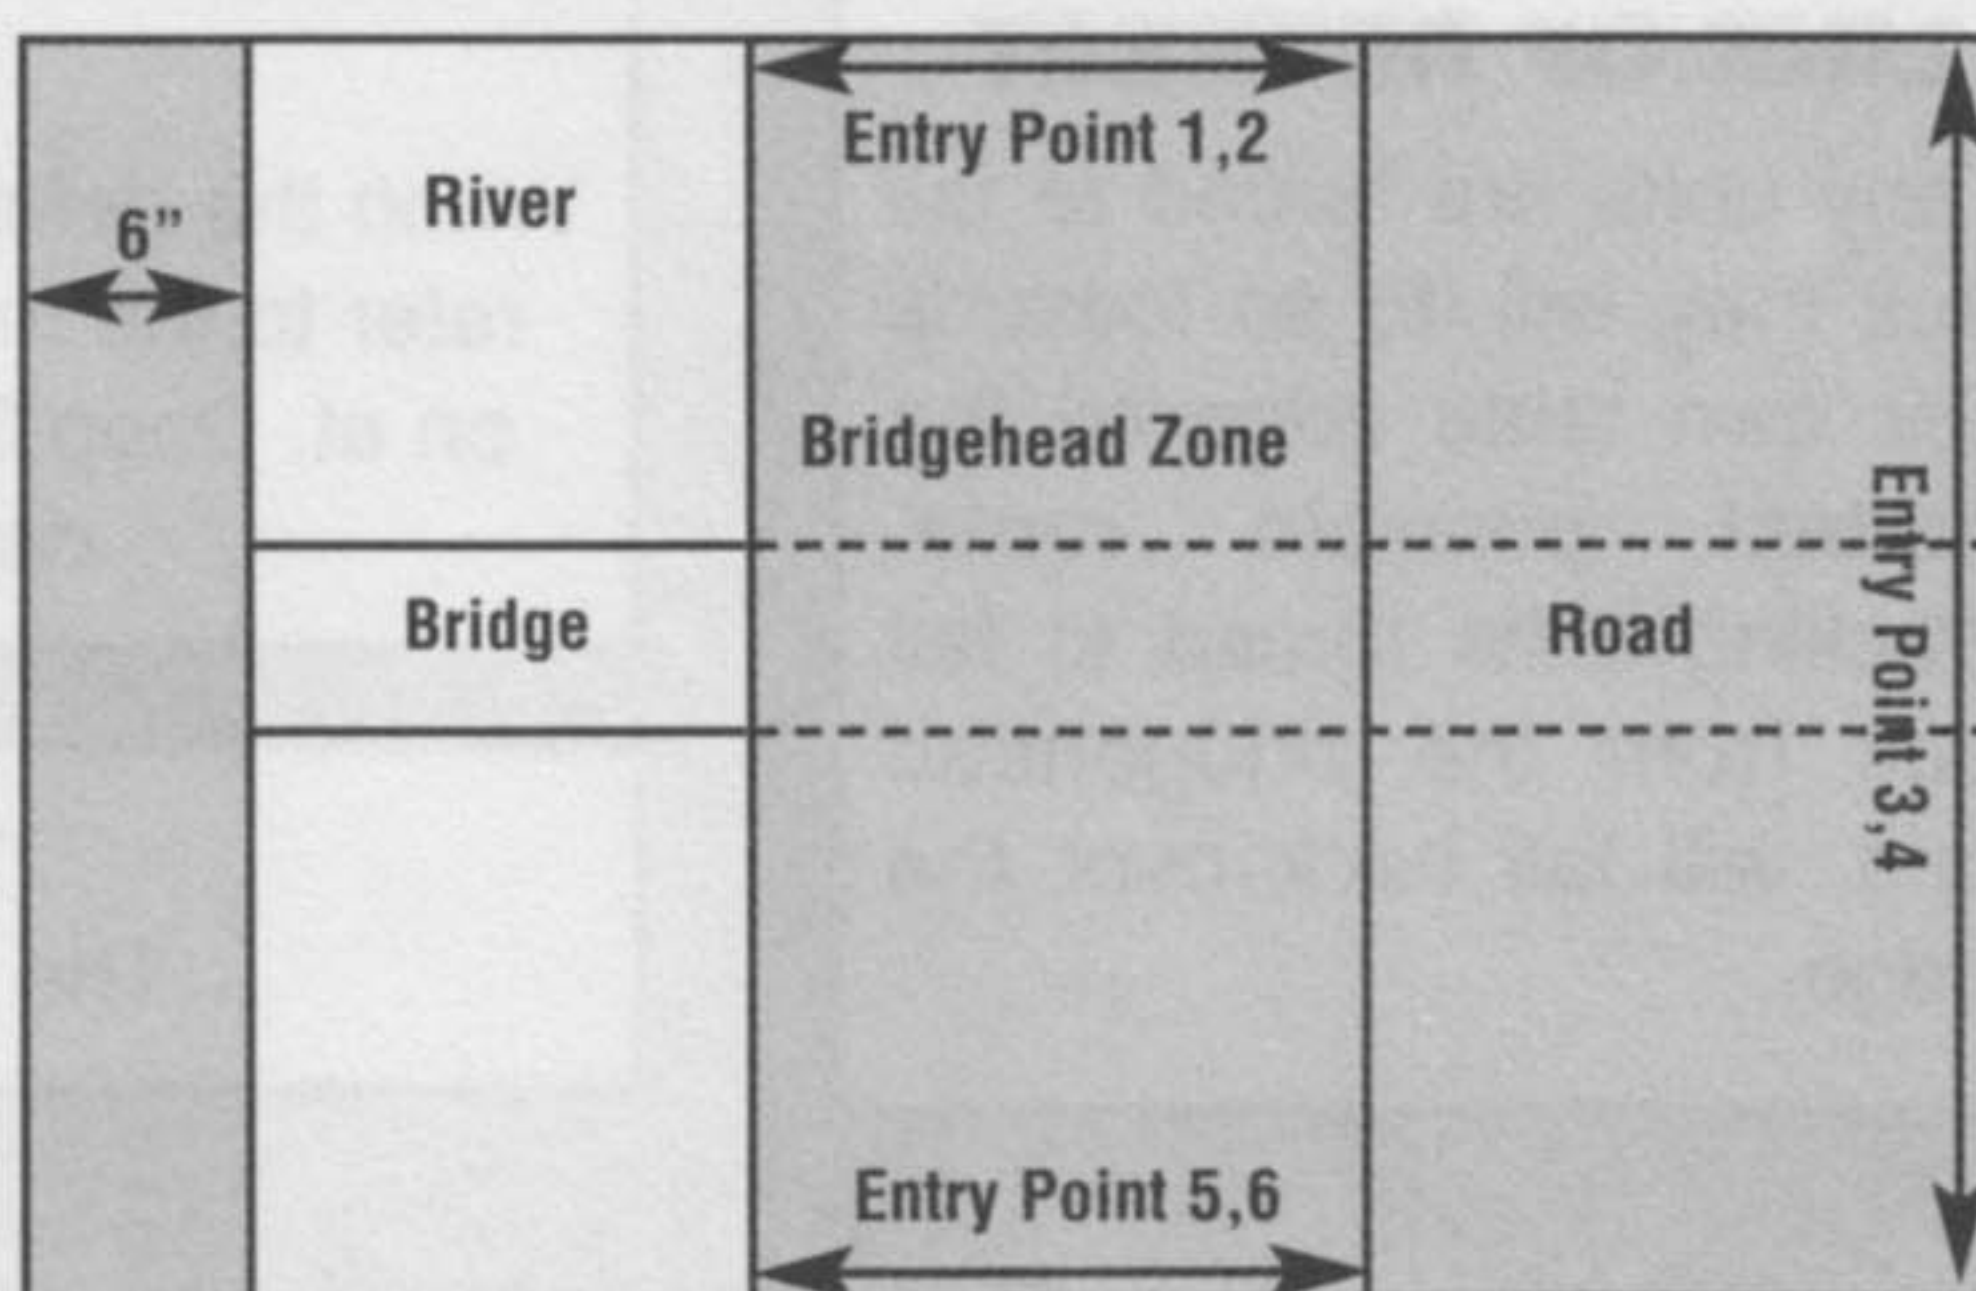 Entry Point 1,2
River
6”
Bridgehead Zone
Entry Point 3,4
Bridge
Road
Entry Point 5,6